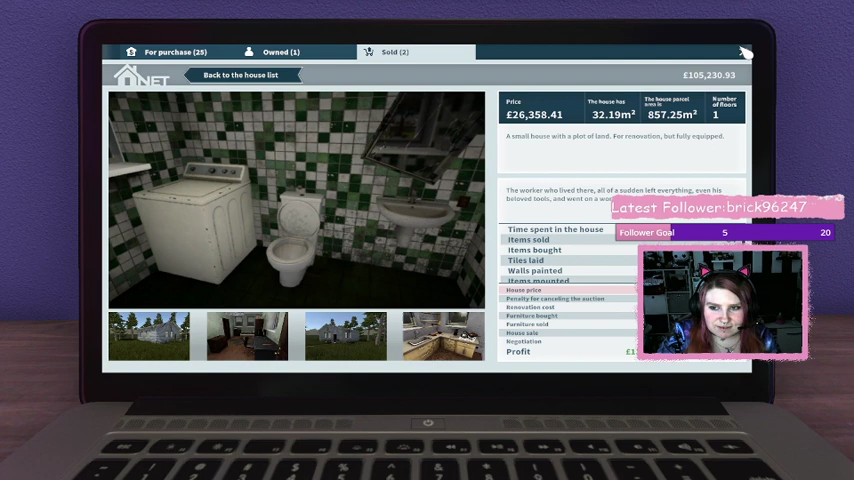 For purchase (25)
Owned (1)
Sold (2)
NET
Back to the house list
£105,230.93
Price
£26,358.41
The house has
32.19m²
The house parcel
area is
857.25m²
Number
of floors
1
A small house with a plot of land. For renovation, but fully equipped.
The worker who lived there, all of a sudden left everything, even his
beloved tools, and went on a
Latest Follower:brick96247
Follower Goal
5
20
Time spent in the house
Items sold
Items bought
Tiles laid
Walls painted
Items mounted
House price
Penalty for canceling the auction
Renovation cost
Furniture bought
Furniture sold
House sale
Negotiation
Profit